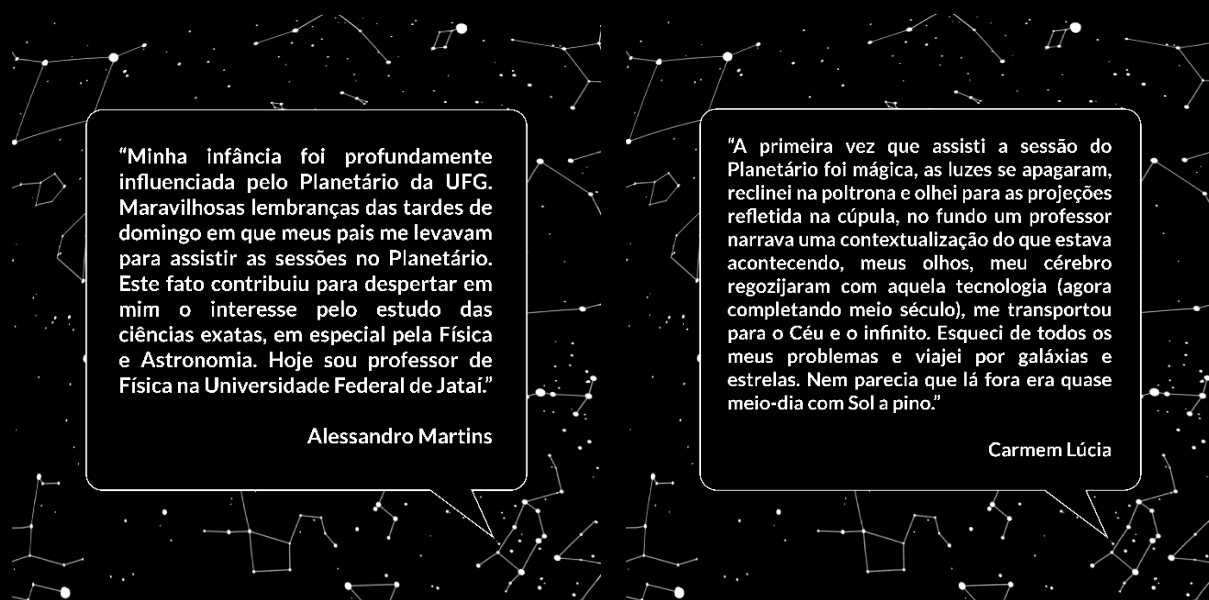 “Minha infância foi profundamente
influenciada pelo Planetário da UFG.
Maravilhosas lembranças das tardes de
domingo em que meus pais me levavam
para assistir as sessões no Planetário.
Este fato contribuiu para despertar em
mim o interesse pelo estudo das
ciências exatas, em especial pela Física
e Astronomia. Hoje sou professor de
Física na Universidade Federal de Jataí.”
Alessandro Martins
“A primeira vez que assisti a sessão do
Planetário foi mágica, as luzes se apagaram,
reclinei na poltrona e olhei para as projeções
refletida na cúpula, no fundo um professor
narrava uma contextualização do que estava
acontecendo, meus olhos, meu cérebro
regozijaram com aquela tecnologia (agora
completando meio século), me transportou
para o Céu e o infinito. Esqueci de todos os
meus problemas e viajei por galáxias e
estrelas. Nem parecia que lá fora era quase
meio-dia com Sol a pino.”
Carmem Lúcia